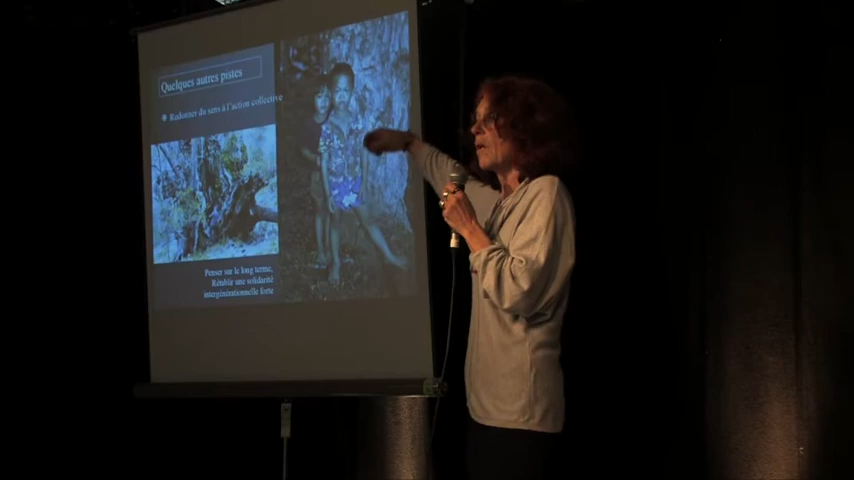 Quelques autres pistes
Redonner du sens à l'action collective
Penser sur le long terme,
Rétablir une solidarité
intergénérationnelle forte